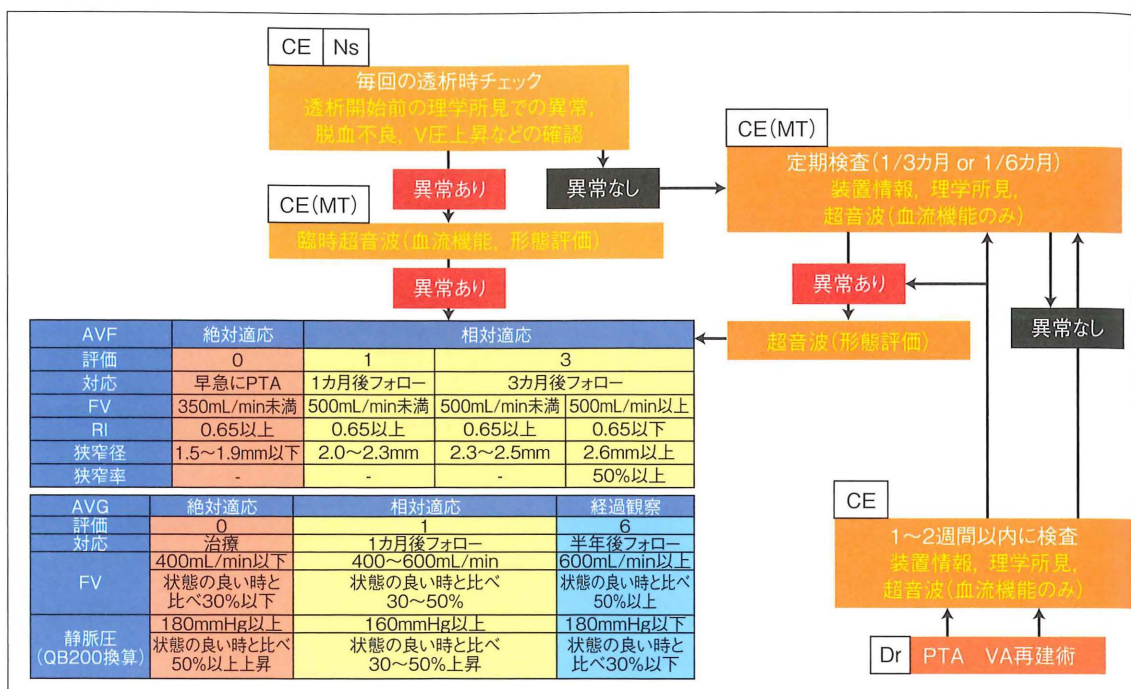 CE Ns
毎回の透析時チェック
透析開始前の理学所見での異常,
脱血不良, V圧上昇などの確認
異常あり
異常なし
CE(MT)
臨時超音波(血流機能, 形態評価)
異常あり
CE(MT)
定期検査(1/3カ月 or 1/6カ月)
装置情報, 理学所見,
超音波(血流機能のみ)
異常あり
異常なし
超音波(形態評価)
AVF 絶対適応 相対適応
評価 0 1 3
対応 早急にPTA 1カ月後フォロー 3カ月後フォロー
FV 350mL/min未満 500mL/min未満 500mL/min未満 500mL/min以上
RI 0.65以上 0.65以上 0.65以上 0.65以下
狭窄径 1.5～1.9mm以下 2.0～2.3mm 2.3～2.5mm 2.6mm以上
狭窄率 - - - 50%以上
AVG 絶対適応 相対適応 経過観察
評価 0 1 6
対応 治療 1カ月後フォロー 半年後フォロー
FV 400mL/min以下 400～600mL/min 600mL/min以上
状態の良い時と 状態の良い時と比べ 状態の良い時と比べ
比べ30%以下 30～50% 50%以上
静脈圧 180mmHg以上 160mmHg以上 180mmHg以下
(QB200換算) 状態の良い時と比べ 状態の良い時と比べ 状態の良い時と
50%以上上昇 30～50%上昇 比べ30%以下
CE
1～2週間以内に検査
装置情報, 理学所見,
超音波(血流機能のみ)
Dr PTA VA再建術